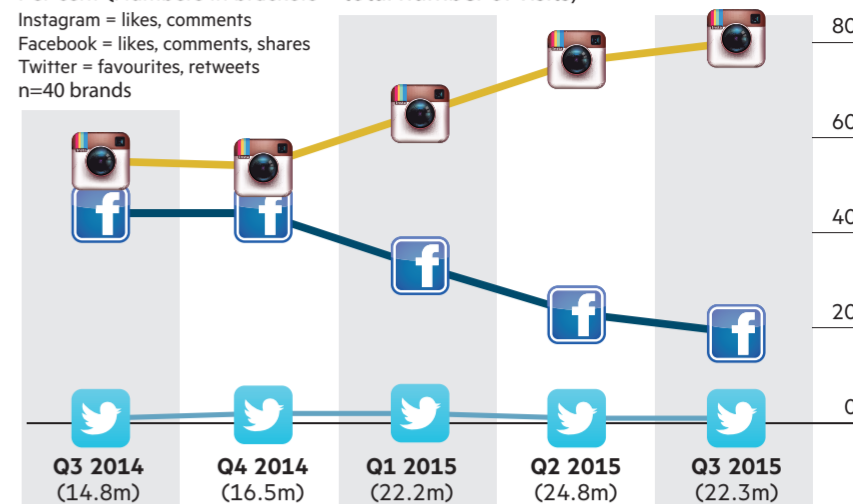 Instagram = likes, comments
Facebook = likes, comments, shares
Twitter = favourites, retweets
n=40 brands
80
60
40
20
0
Q3 2014
(14.8m)
Q4 2014
(16.5m)
Q1 2015
(22.2m)
Q2 2015
(24.8m)
Q3 2015
(22.3m)